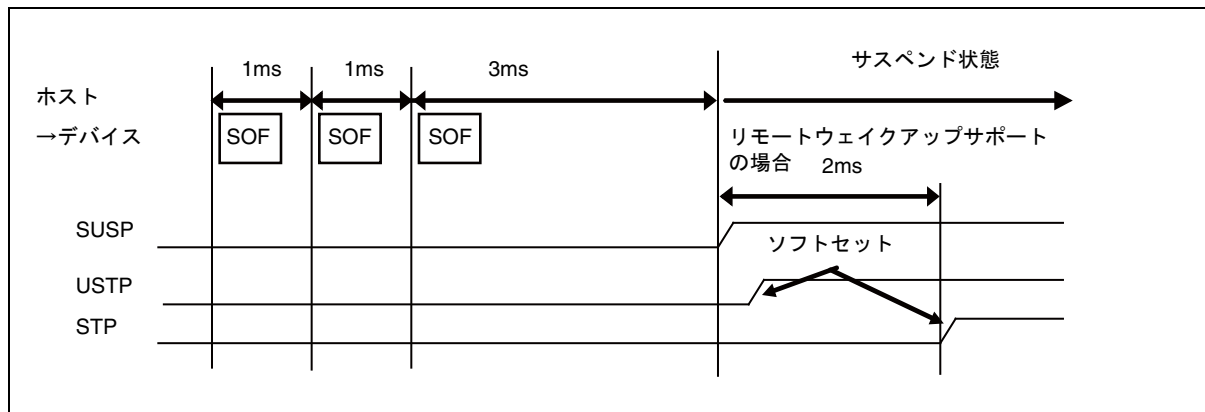 1ms 1ms 3ms サスペンド状態
ホスト
→デバイス SOF SOF SOF リモートウェイクアップサポート
の場合 2ms
SUSP
ソフトセット
USTP
STP